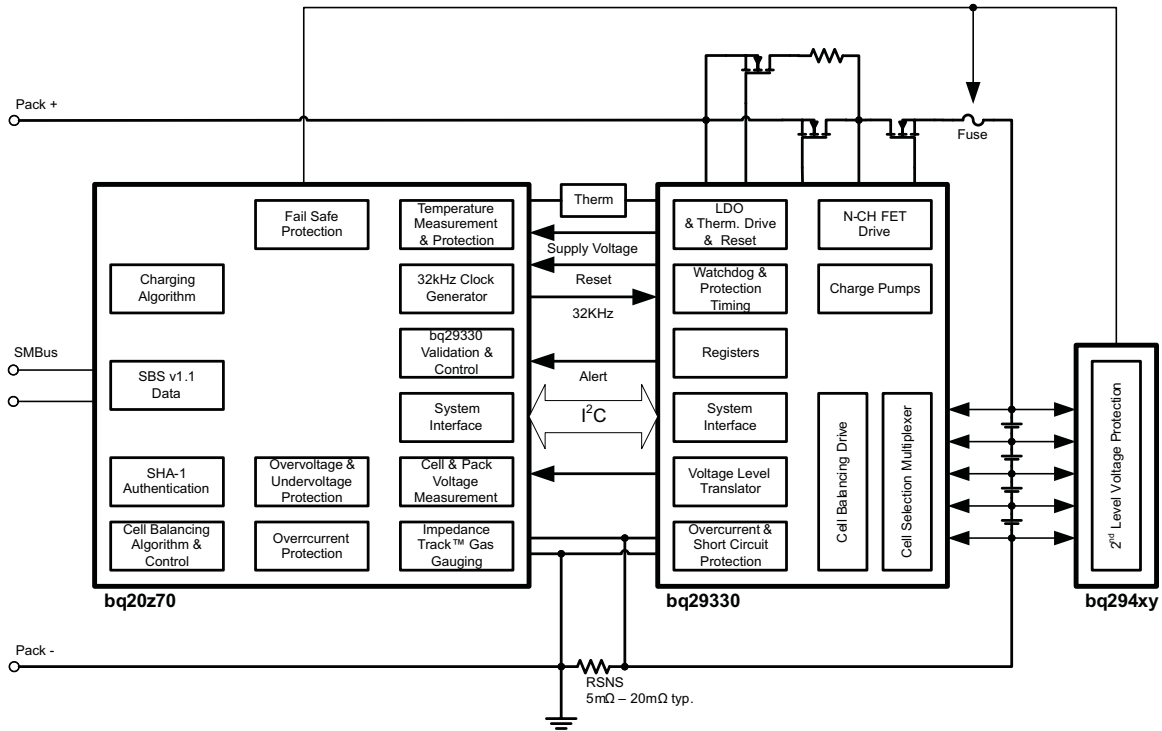 Pack +
Fuse
Fail Safe
Protection
Temperature
Measurement
& Protection
Therm
LDO
& Therm. Drive
& Reset
N-CH FET
Drive
Supply Voltage
Charging
Algorithm
32kHz Clock
Generator
Reset
32KHz
Watchdog &
Protection
Timing
Charge Pumps
SMBus
SBS v1.1
Data
bq29330
Validation &
Control
Alert
Registers
System
Interface
I²C
System
Interface
SHA-1
Authentication
Overvoltage &
Undervoltage
Protection
Cell & Pack
Voltage
Measurement
Voltage Level
Translator
Cell Balancing
Algorithm &
Control
Overcurrent
Protection
Impedance
Track™ Gas
Gauging
Overcurrent &
Short Circuit
Protection
Cell Balancing Drive
Cell Selection Multiplexer
2nd Level Voltage Protection
bq20z70
bq29330
bq294xy
Pack -
RSNS
5mΩ – 20mΩ typ.